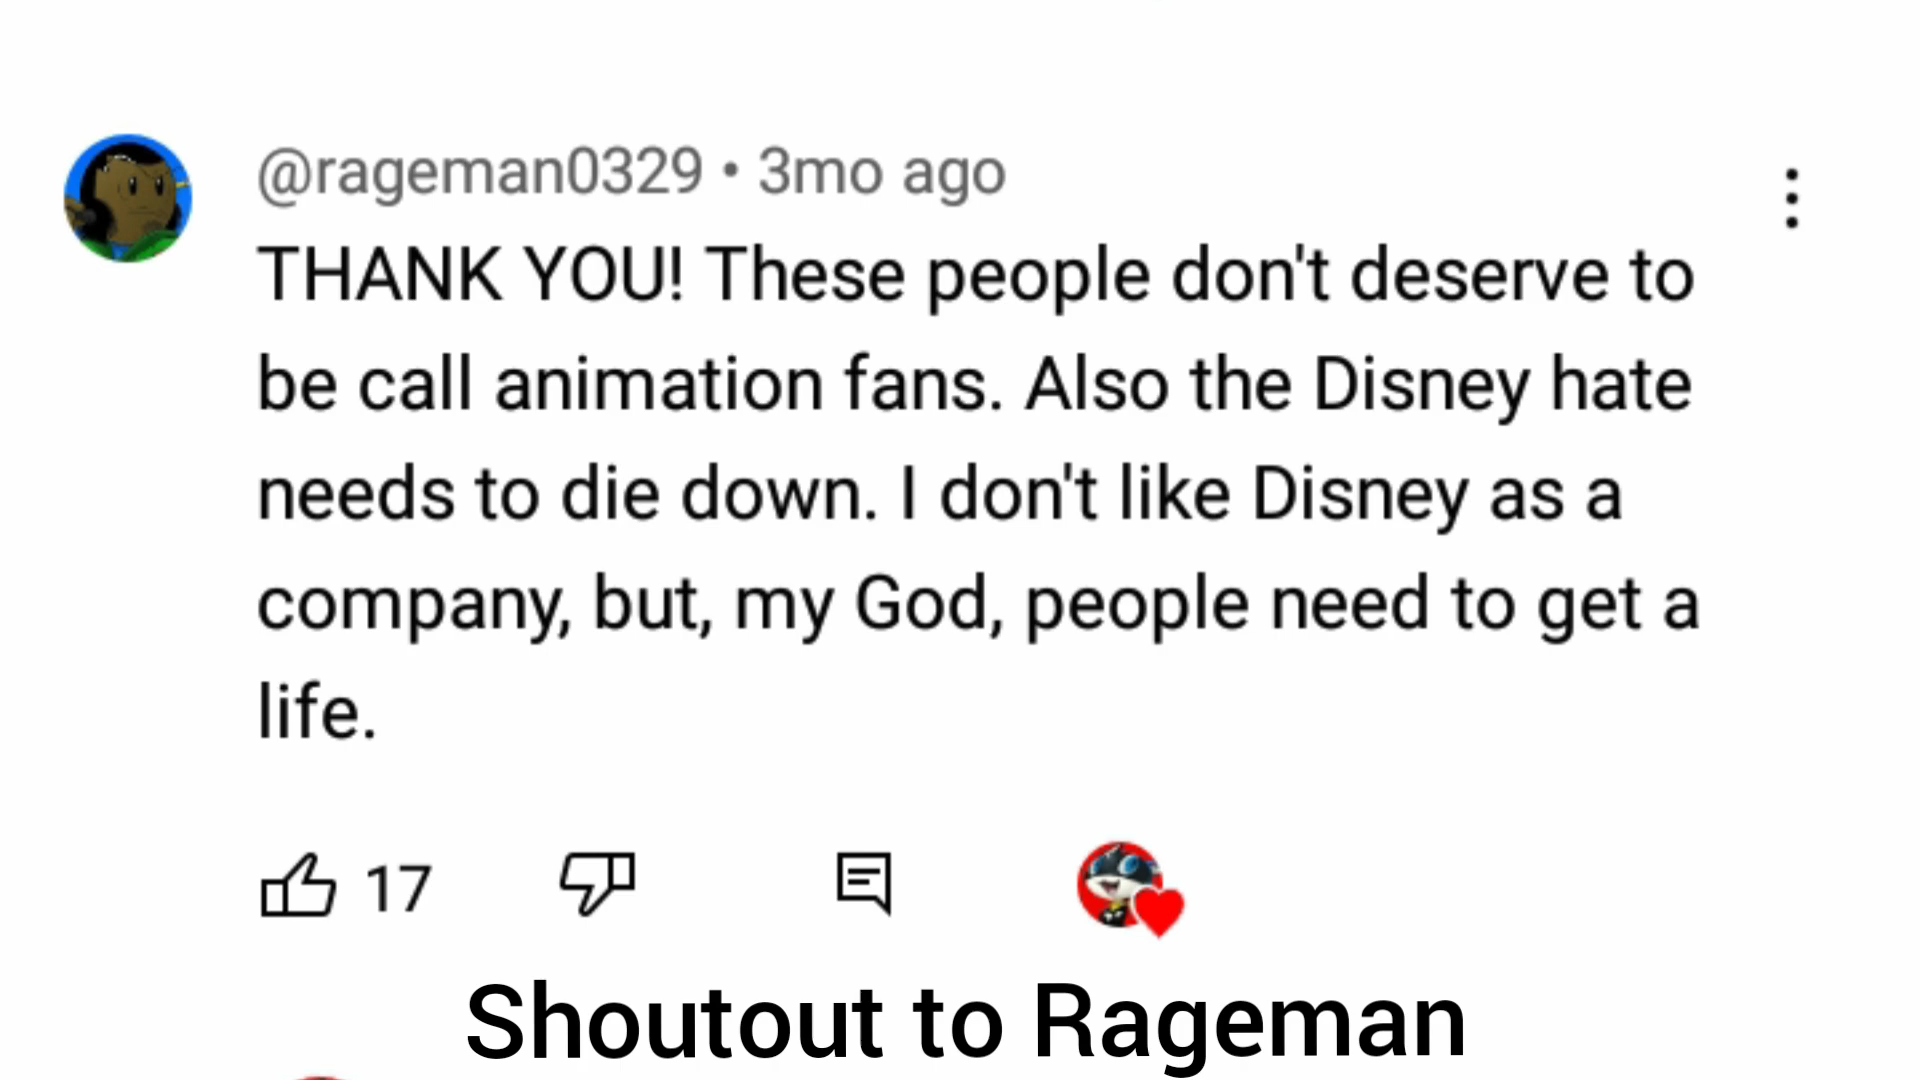 @rageman0329 • 3mo ago
THANK YOU! These people don't deserve to
be call animation fans. Also the Disney hate
needs to die down. I don't like Disney as a
company, but, my God, people need to get a
life.
17
Shoutout to Rageman